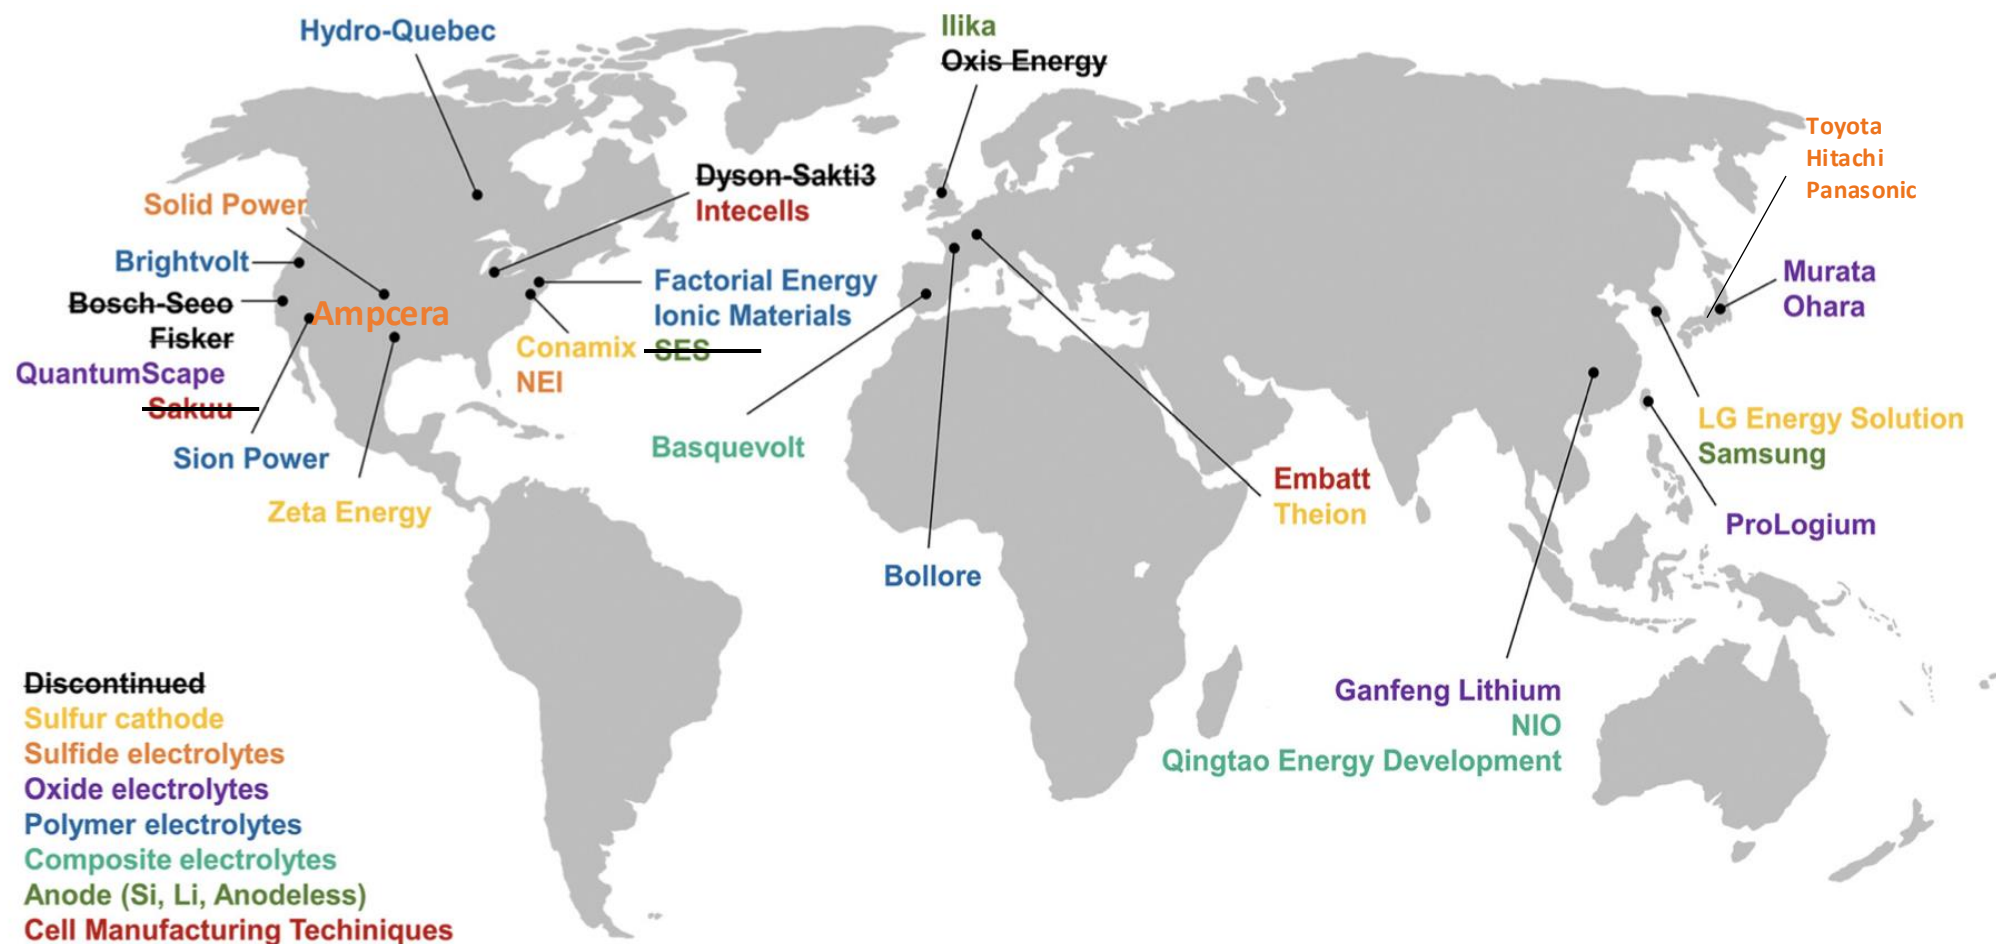 Hydro-Quebec
Ilika
Oxis Energy
Dyson-Sakti3
Intecells
Toyota
Hitachi
Panasonic
Solid Power
Brightvolt
Bosch-Seeo
Fisker
QuantumScape
Sakuu
Sion Power
Zeta Energy
Ampcera
Factorial Energy
Ionic Materials
SES
Conamix
NEI
Basquevolt
Bollore
Embatt
Theion
Murata
Ohara
LG Energy Solution
Samsung
ProLogium
Ganfeng Lithium
NIO
Qingtao Energy Development
Discontinued
Sulfur cathode
Sulfide electrolytes
Oxide electrolytes
Polymer electrolytes
Composite electrolytes
Anode (Si, Li, Anodeless)
Cell Manufacturing Techiniques